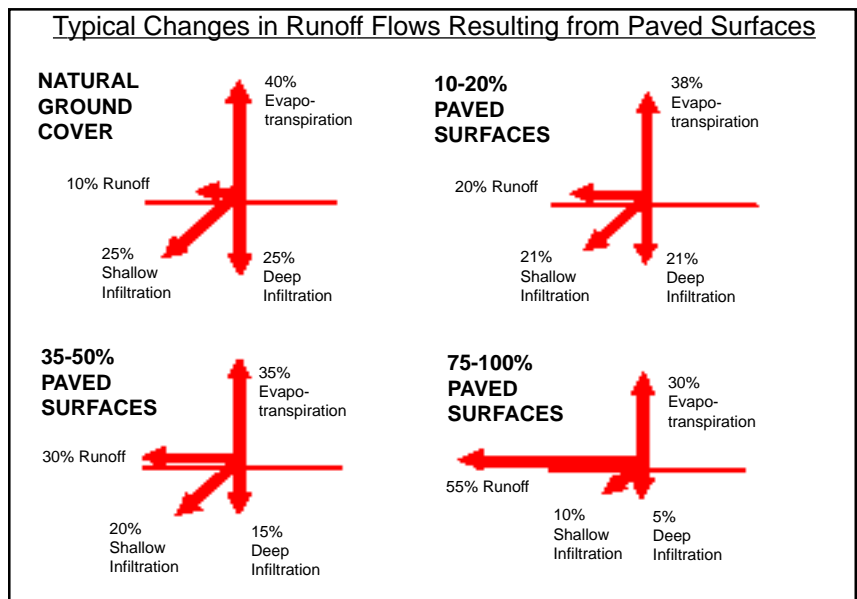 Typical Changes in Runoff Flows Resulting from Paved Surfaces
NATURAL
GROUND
COVER
40%
Evapo-
transpiration
10% Runoff
25%
Shallow
Infiltration
25%
Deep
Infiltration
10-20%
PAVED
SURFACES
38%
Evapo-
transpiration
20% Runoff
21%
Shallow
Infiltration
21%
Deep
Infiltration
35-50%
PAVED
SURFACES
35%
Evapo-
transpiration
30% Runoff
20%
Shallow
Infiltration
15%
Deep
Infiltration
75-100%
PAVED
SURFACES
30%
Evapo-
transpiration
55% Runoff
10%
Shallow
Infiltration
5%
Deep
Infiltration